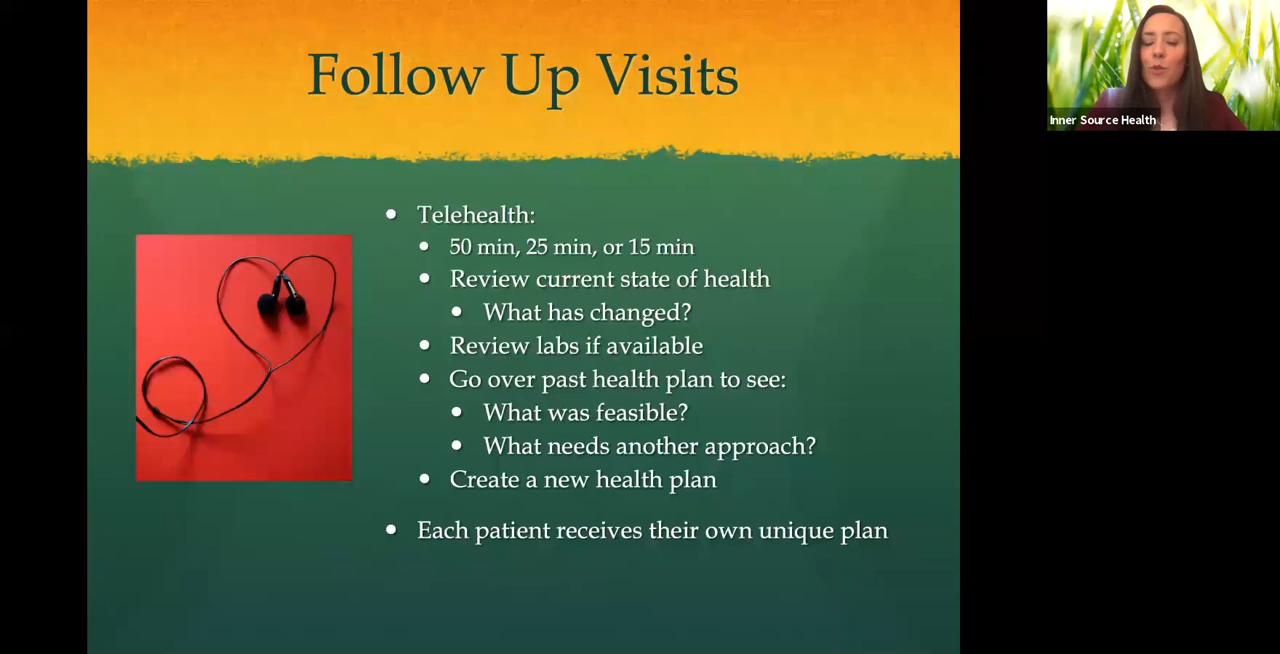 Follow Up Visits
Inner Source Health
Telehealth:
50 min, 25 min, or 15 min
Review current state of health
What has changed?
Review labs if available
Go over past health plan to see:
What was feasible?
What needs another approach?
Create a new health plan
Each patient receives their own unique plan